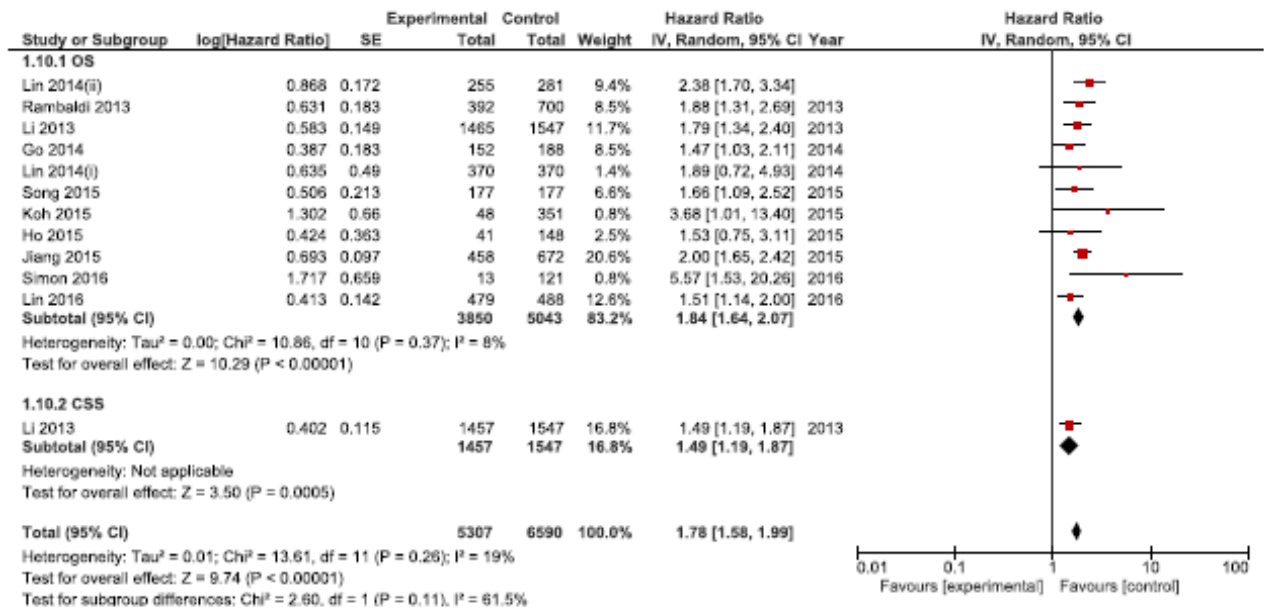 Experimental Control Hazard Ratio Hazard Ratio
Study or Subgroup log[Hazard Ratio] SE Total Total Weight IV, Random, 95% CI Year IV, Random, 95% CI
1.10.1 OS
Lin 2014(ii) 0.868 0.172 255 281 9.4% 2.38 [1.70, 3.34]
Rambaldi 2013 0.631 0.183 392 700 8.5% 1.88 [1.31, 2.69] 2013
Li 2013 0.583 0.149 1465 1547 11.7% 1.79 [1.34, 2.40] 2013
Go 2014 0.387 0.183 152 188 8.5% 1.47 [1.03, 2.11] 2014
Lin 2014(i) 0.635 0.49 370 370 1.4% 1.89 [0.72, 4.93] 2014
Song 2015 0.506 0.213 177 177 6.6% 1.66 [1.09, 2.52] 2015
Koh 2015 1.302 0.66 48 351 0.8% 3.68 [1.01, 13.40] 2015
Ho 2015 0.424 0.363 41 148 2.5% 1.53 [0.75, 3.11] 2015
Jiang 2015 0.693 0.097 458 672 20.6% 2.00 [1.65, 2.42] 2015
Simon 2016 1.717 0.659 13 121 0.8% 5.57 [1.53, 20.26] 2016
Lin 2016 0.413 0.142 479 488 12.6% 1.51 [1.14, 2.00] 2016
Subtotal (95% CI) 3850 5043 83.2% 1.84 [1.64, 2.07]
Heterogeneity: Tau² = 0.00; Chi² = 10.86, df = 10 (P = 0.37); I² = 8%
Test for overall effect: Z = 10.29 (P < 0.00001)
1.10.2 CSS
Li 2013 0.402 0.115 1457 1547 16.8% 1.49 [1.19, 1.87] 2013
Subtotal (95% CI) 1457 1547 16.8% 1.49 [1.19, 1.87]
Heterogeneity: Not applicable
Test for overall effect: Z = 3.50 (P = 0.0005)
Total (95% CI) 5307 6590 100.0% 1.78 [1.58, 1.99]
Heterogeneity: Tau² = 0.01; Chi² = 13.61, df = 11 (P = 0.26); I² = 19%
Test for overall effect: Z = 9.74 (P < 0.00001)
Test for subgroup differences: Chi² = 2.60, df = 1 (P = 0.11), I² = 61.5%
0.01 0.1 1 10 100
Favours [experimental] Favours [control]